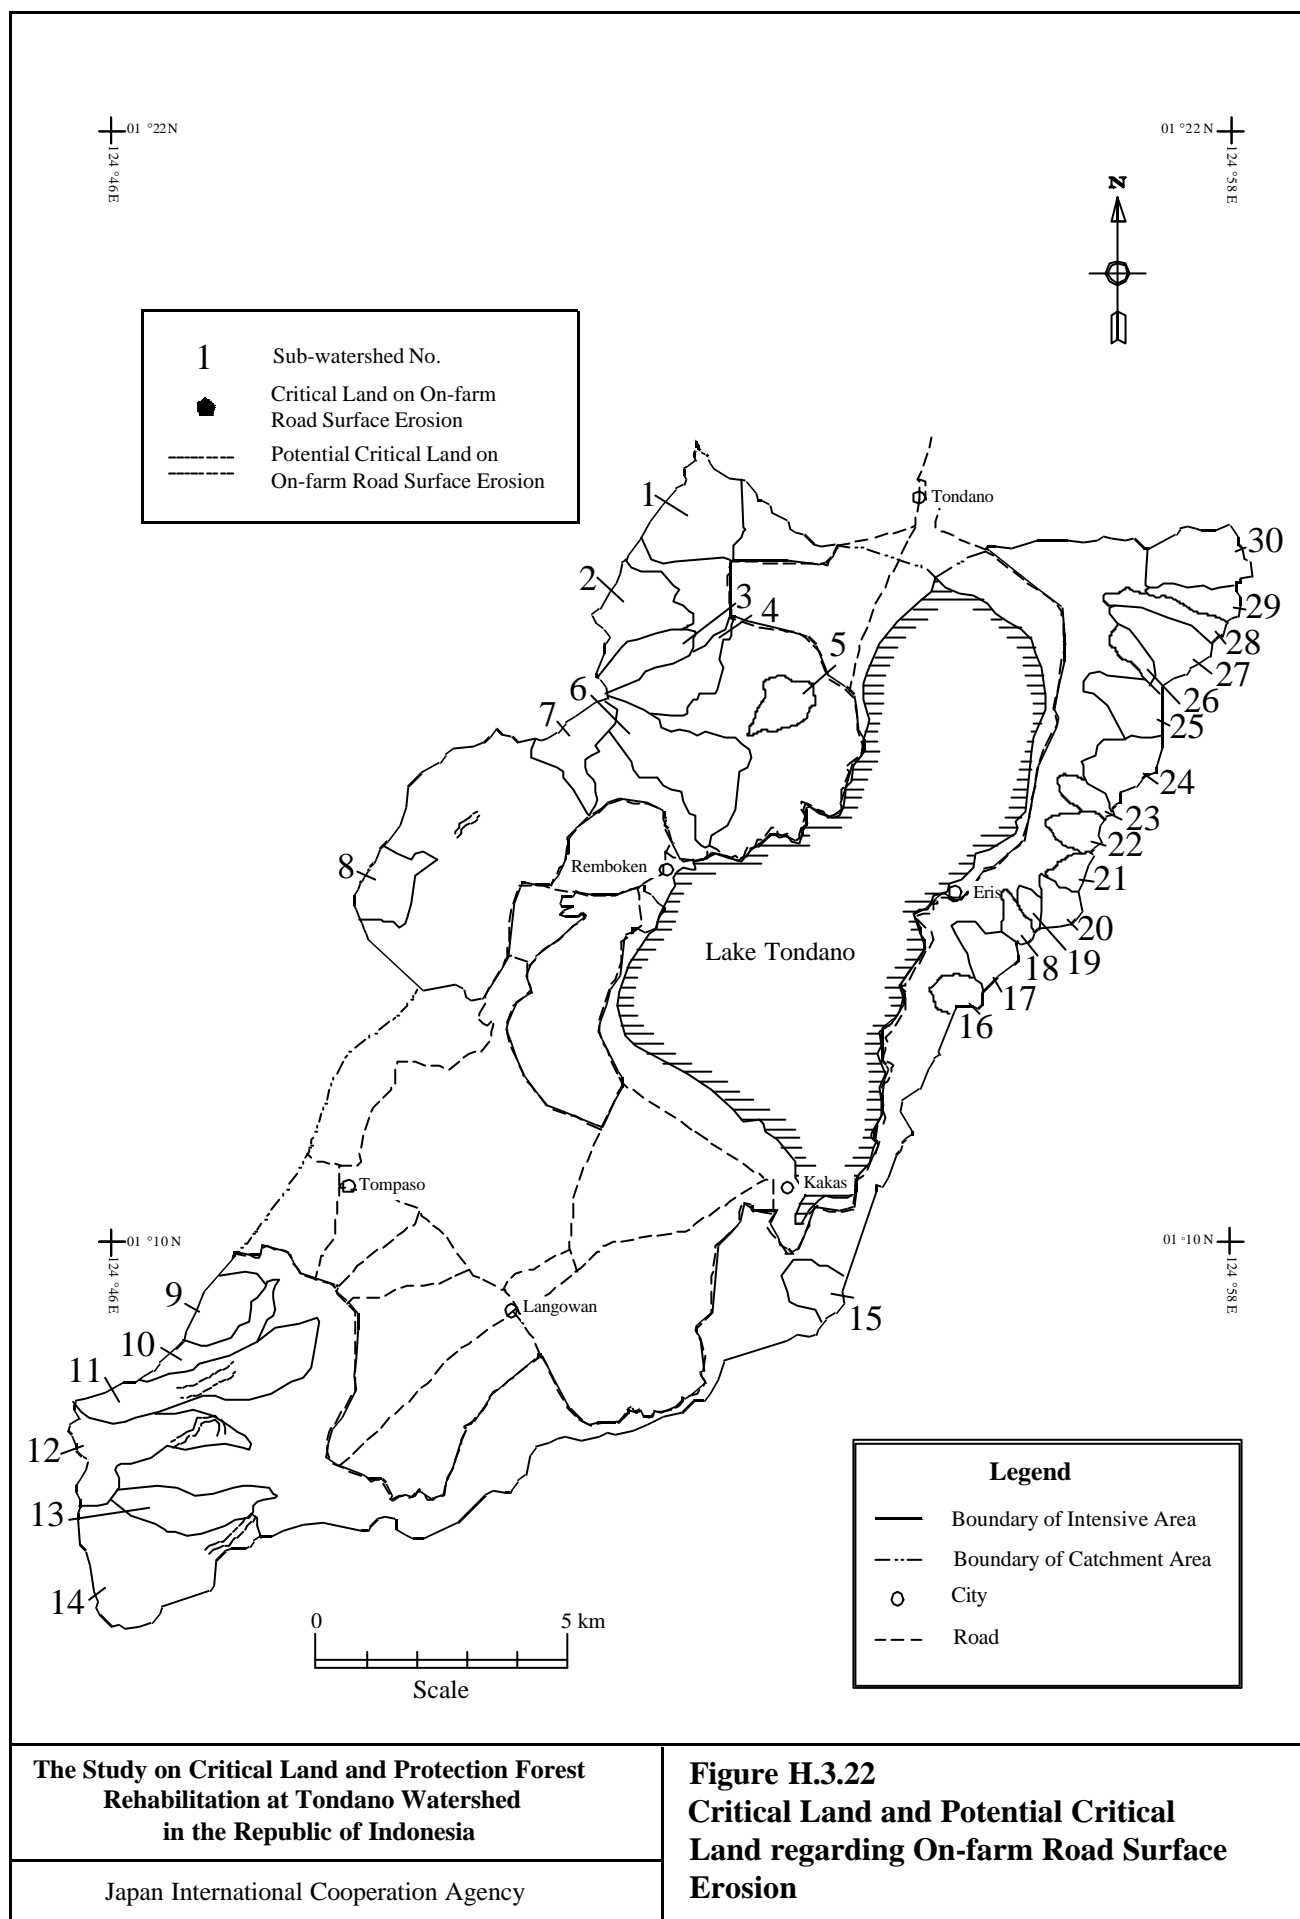 01 °22N
124 °46E
01 °22 N
124 °58 E
N
1 Sub-watershed No.
Critical Land on On-farm
Road Surface Erosion
Potential Critical Land on
On-farm Road Surface Erosion
1
Tondano
30
2
3
4
29
5
28
6
27
7
26
25
24
23
22
8
Remboken
21
Eris
20
19
18
Lake Tondano
17
16
Tompaso
Kakas
01 °10 N
124 °46 E
01 °10 N
124 °58 E
9
Langowan
15
10
11
12
13
14
Legend
Boundary of Intensive Area
Boundary of Catchment Area
City
Road
0 5 km
Scale
The Study on Critical Land and Protection Forest
Rehabilitation at Tondano Watershed
in the Republic of Indonesia
Japan International Cooperation Agency
Figure H.3.22
Critical Land and Potential Critical
Land regarding On-farm Road Surface
Erosion